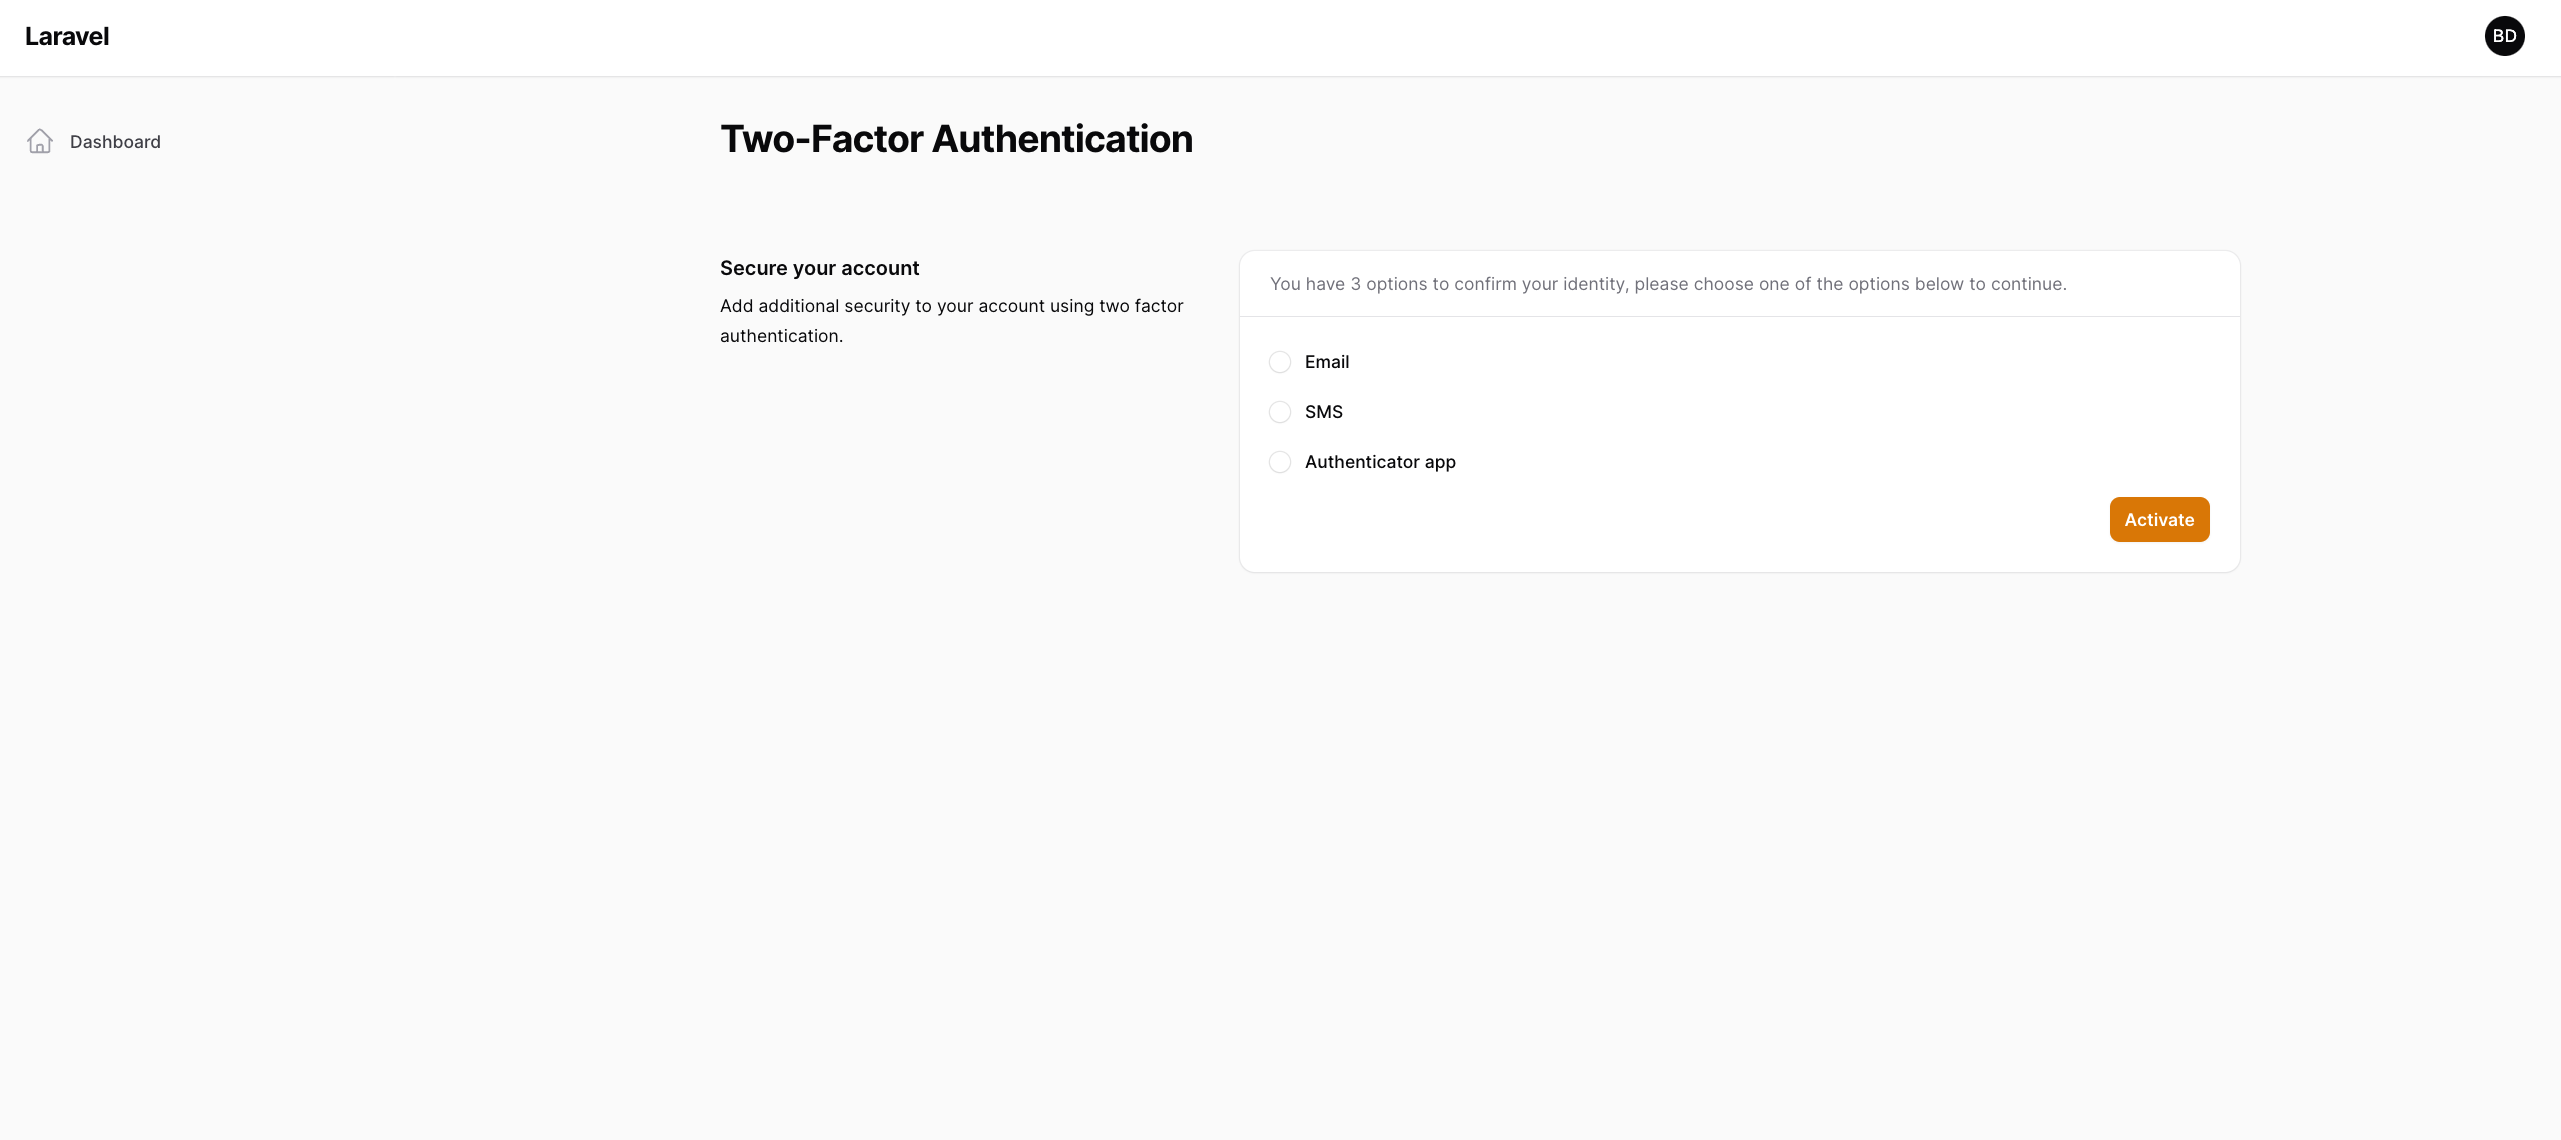 Laravel
BD
Dashboard
Two-Factor Authentication
Secure your account
Add additional security to your account using two factor
authentication.
You have 3 options to confirm your identity, please choose one of the options below to continue.
Email
SMS
Authenticator app
Activate